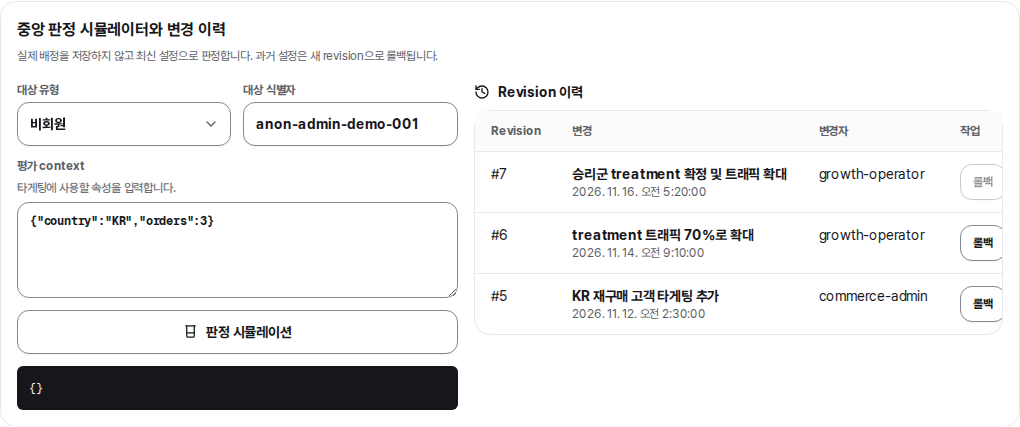 중앙 판정 시뮬레이터와 변경 이력
실제 배정을 저장하지 않고 최신 설정으로 판정합니다. 과거 설정은 새 revision으로 롤백됩니다.
대상 유형
대상 식별자
비회원
anon-admin-demo-001
평가 context
타게팅에 사용할 속성을 입력합니다.
{"country":"KR","orders":3}
판정 시뮬레이션
{}
Revision 이력
Revision 변경 변경자 작업
#7 승리군 treatment 확정 및 트래픽 확대 growth-operator 롤백
2026. 11. 16. 오전 5:20:00
#6 treatment 트래픽 70%로 확대 growth-operator 롤백
2026. 11. 14. 오전 9:10:00
#5 KR 재구매 고객 타게팅 추가 commerce-admin 롤백
2026. 11. 12. 오전 2:30:00